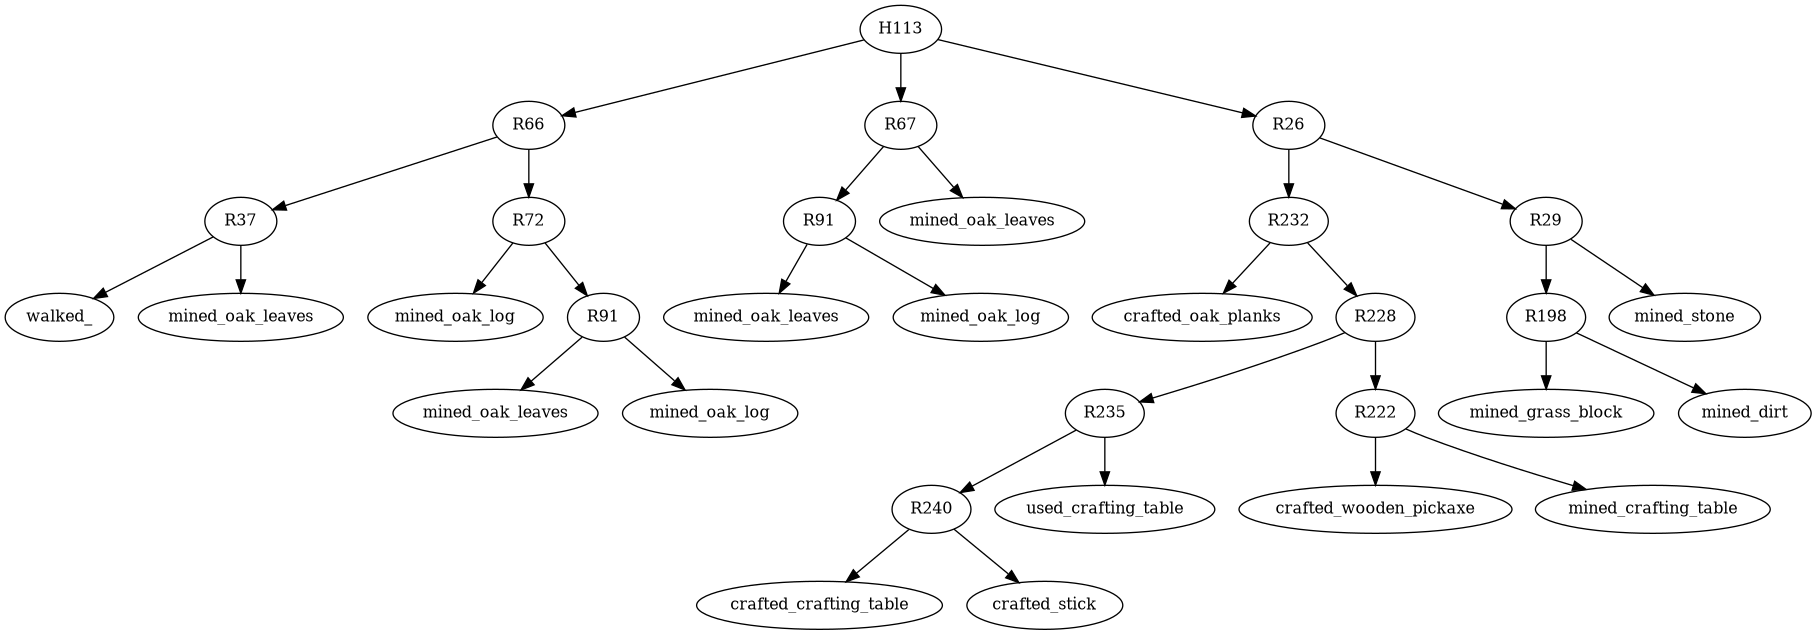 H113
R66
R67
R26
R37
R72
R91
mined_oak_leaves
R232
R29
walked_
mined_oak_leaves
mined_oak_log
R91
mined_oak_leaves
mined_oak_log
crafted_oak_planks
R228
R198
mined_stone
mined_oak_leaves
mined_oak_log
R235
R222
mined_grass_block
mined_dirt
R240
used_crafting_table
crafted_wooden_pickaxe
mined_crafting_table
crafted_crafting_table
crafted_stick